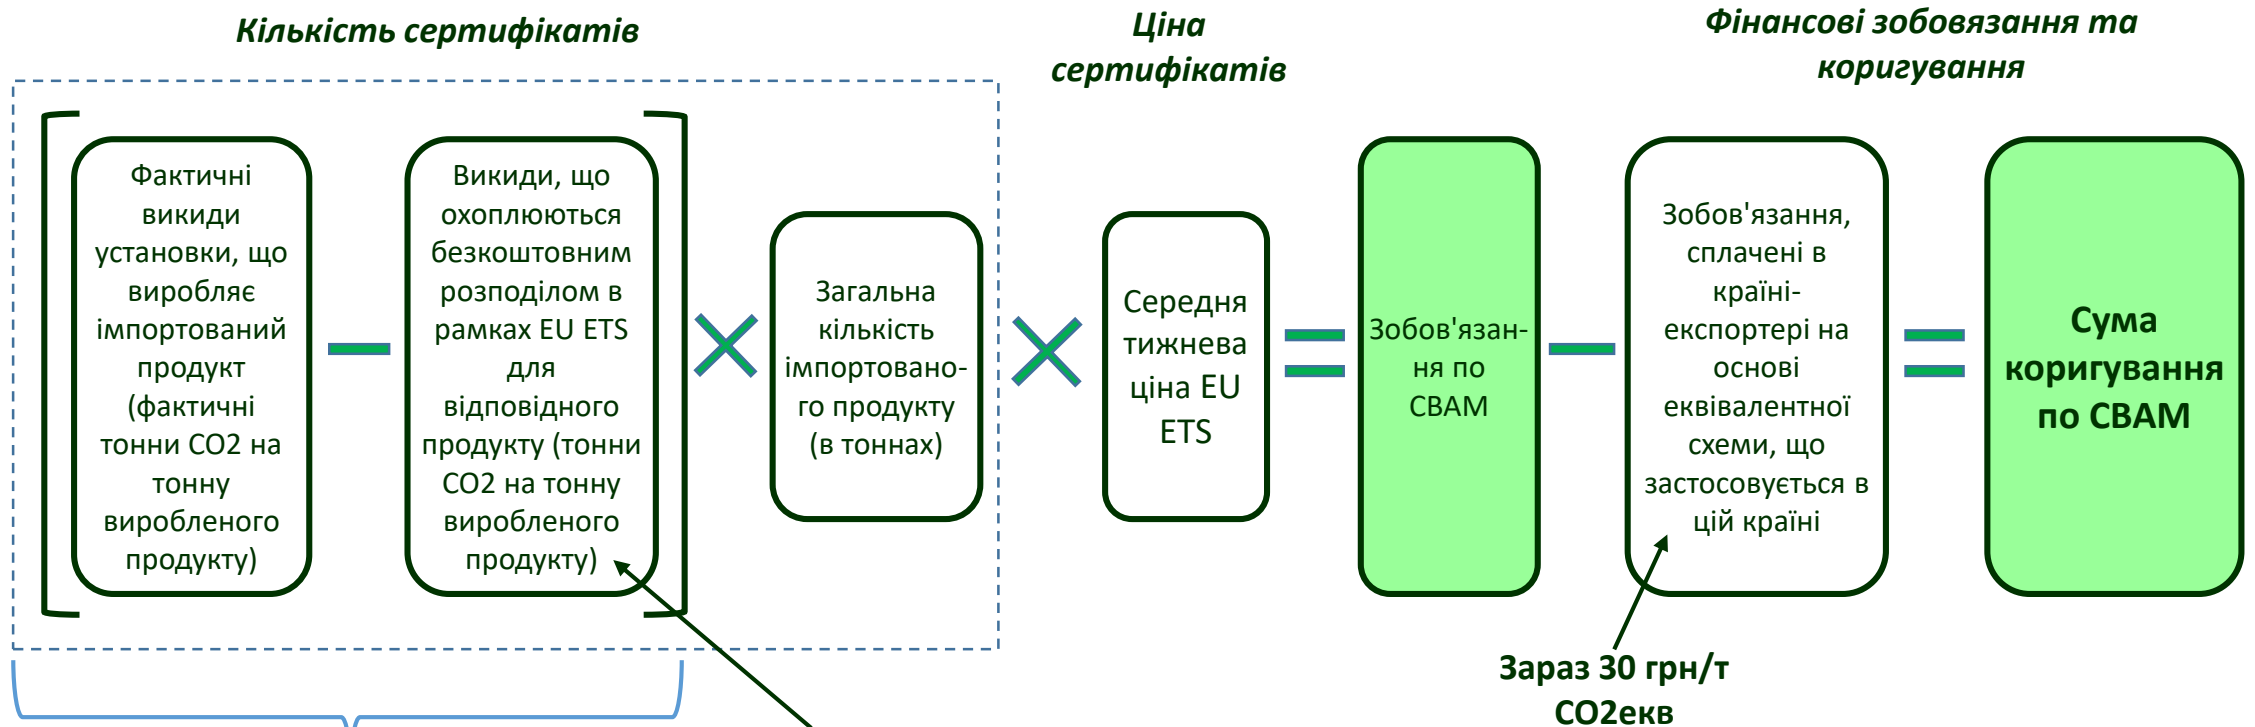 Кількість сертифікатів
Ціна
сертифікатів
Фінансові зобовязання та
коригування
Фактичні
викиди
установки, що
виробляє
імпортований
продукт
(фактичні
тонни CO2 на
тонну
виробленого
продукту)
Викиди, що
охоплюються
безкоштовним
розподілом в
рамках EU ETS
для
відповідного
продукту (тонни
CO2 на тонну
виробленого
продукту)
Загальна
кількість
імпортовано-
го продукту
(в тоннах)
Середня
тижнева
ціна EU
ETS
Зобов'язан-
ня по
CBAM
Зобов'язання,
сплачені в
країні-
експортері на
основі
еквівалентної
схеми, що
застосовується в
цій країні
Сума
коригування
по CBAM
Зараз 30 грн/т
CO2екв